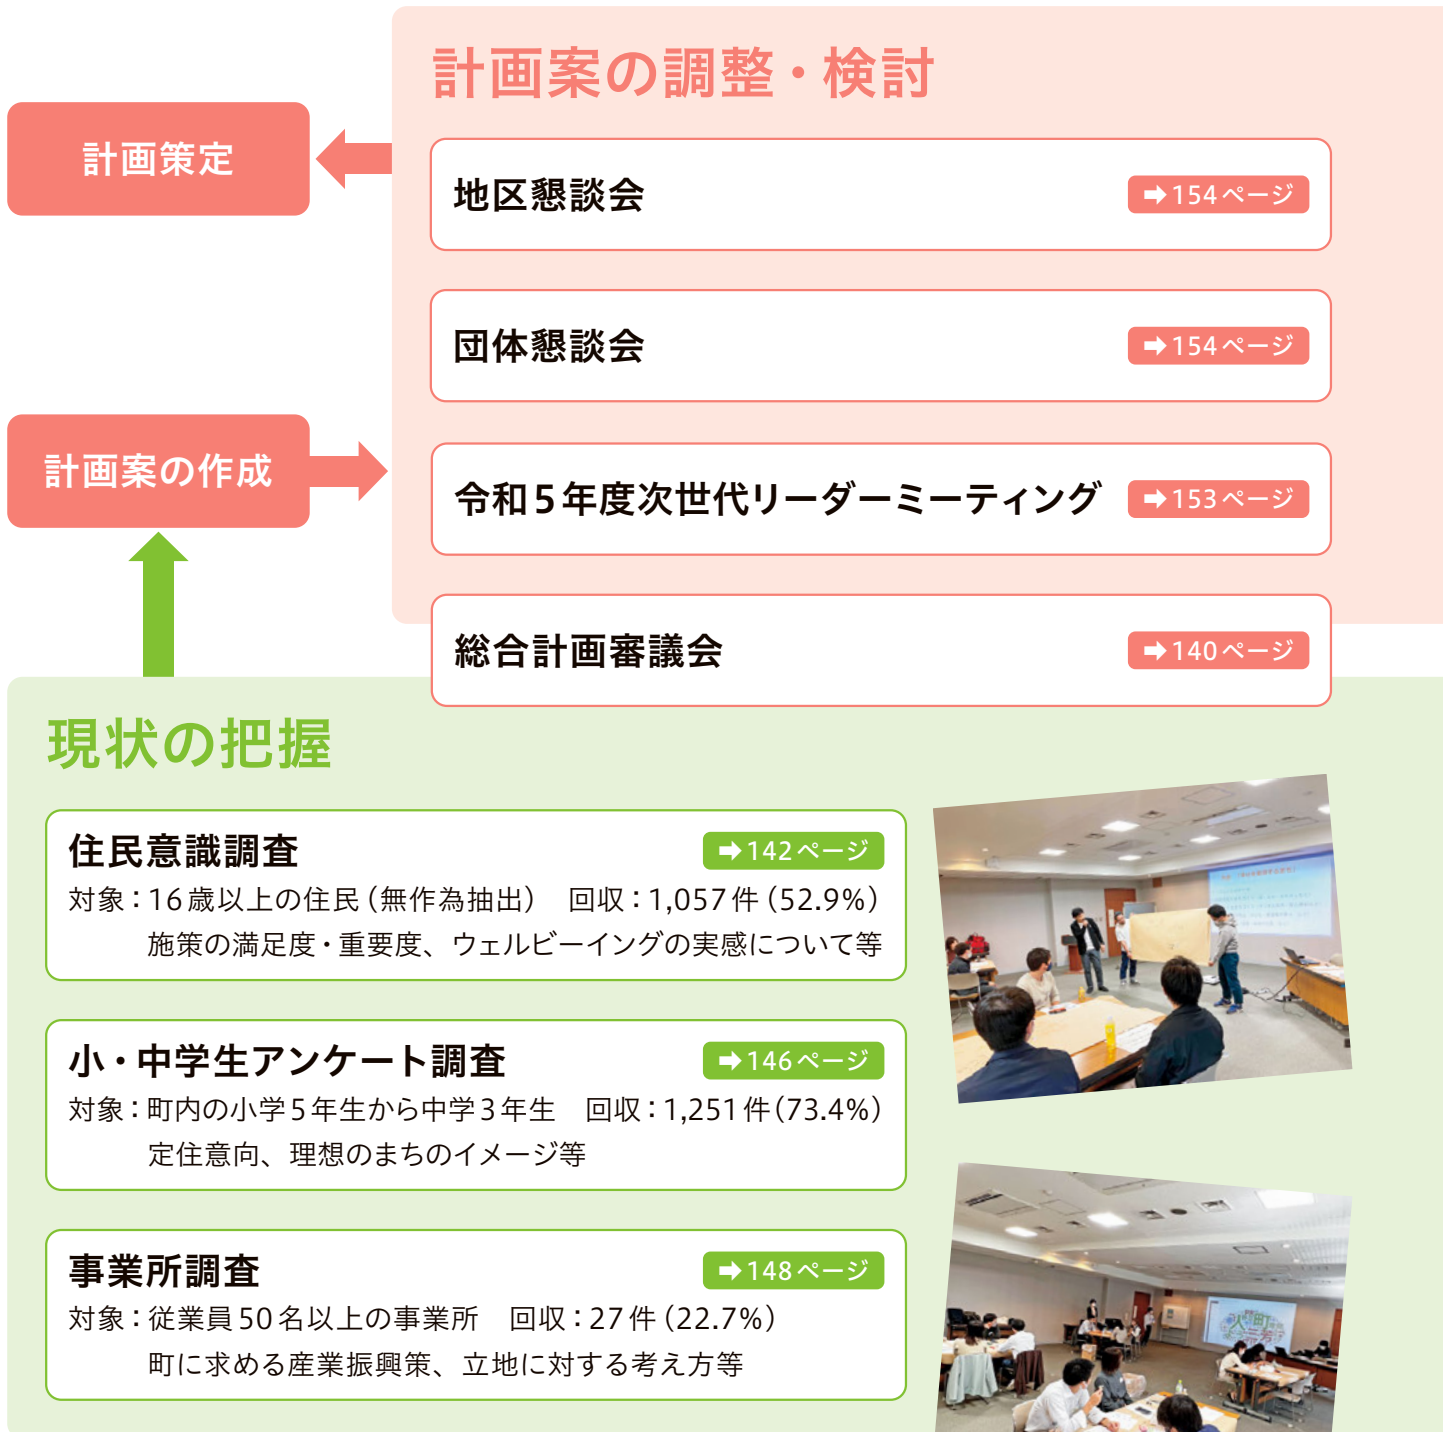 計画案の調整・検討
計画策定
地区懇談会 ➡154ページ
団体懇談会 ➡154ページ
計画案の作成
令和5年度次世代リーダーミーティング ➡153ページ
総合計画審議会 ➡140ページ
現状の把握
住民意識調査 ➡142ページ
対象：16歳以上の住民（無作為抽出）　回収：1,057件（52.9%）
施策の満足度・重要度、ウェルビーイングの実感について等
小・中学生アンケート調査 ➡146ページ
対象：町内の小学5年生から中学3年生　回収：1,251件（73.4%）
定住意向、理想のまちのイメージ等
事業所調査 ➡148ページ
対象：従業員50名以上の事業所　回収：27件（22.7%）
町に求める産業振興策、立地に対する考え方等